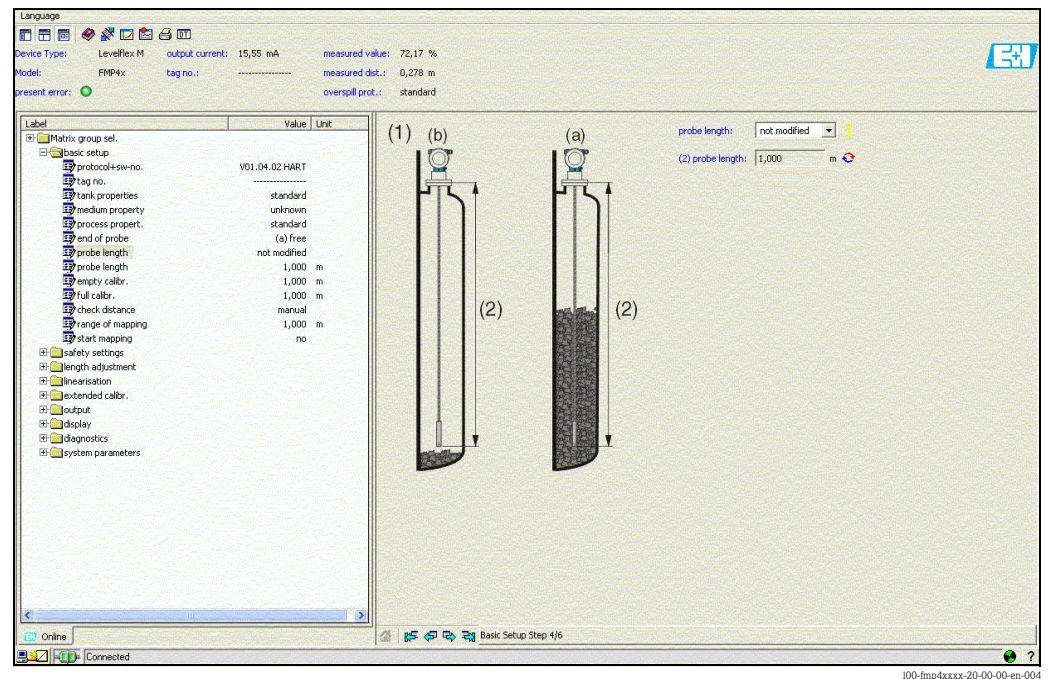 Language
DT
Device Type: Levelflex M output current: 15,55 mA measured value: 72,17 %
Model: FMP4x tag no.: ---------------- measured dist.: 0,278 m
present error: overspill prot.: standard
E+H
Label Value Unit
Matrix group sel.
basic setup
protocol+sw-no. V01.04.02 HART
tag no. ----------------
tank properties standard
medium property unknown
process propert. standard
end of probe (a) free
probe length not modified
probe length 1,000 m
empty calibr. 1,000 m
full calibr. 1,000 m
check distance manual
range of mapping 1,000 m
start mapping no
safety settings
length adjustment
linearisation
extended calibr.
output
display
diagnostics
system parameters
(1) (b) (a)
(2) (2)
probe length: not modified
(2) probe length: 1,000 m
Online
Basic Setup Step 4/6
Connected
?
l00-fmp4xxxx-20-00-00-en-004